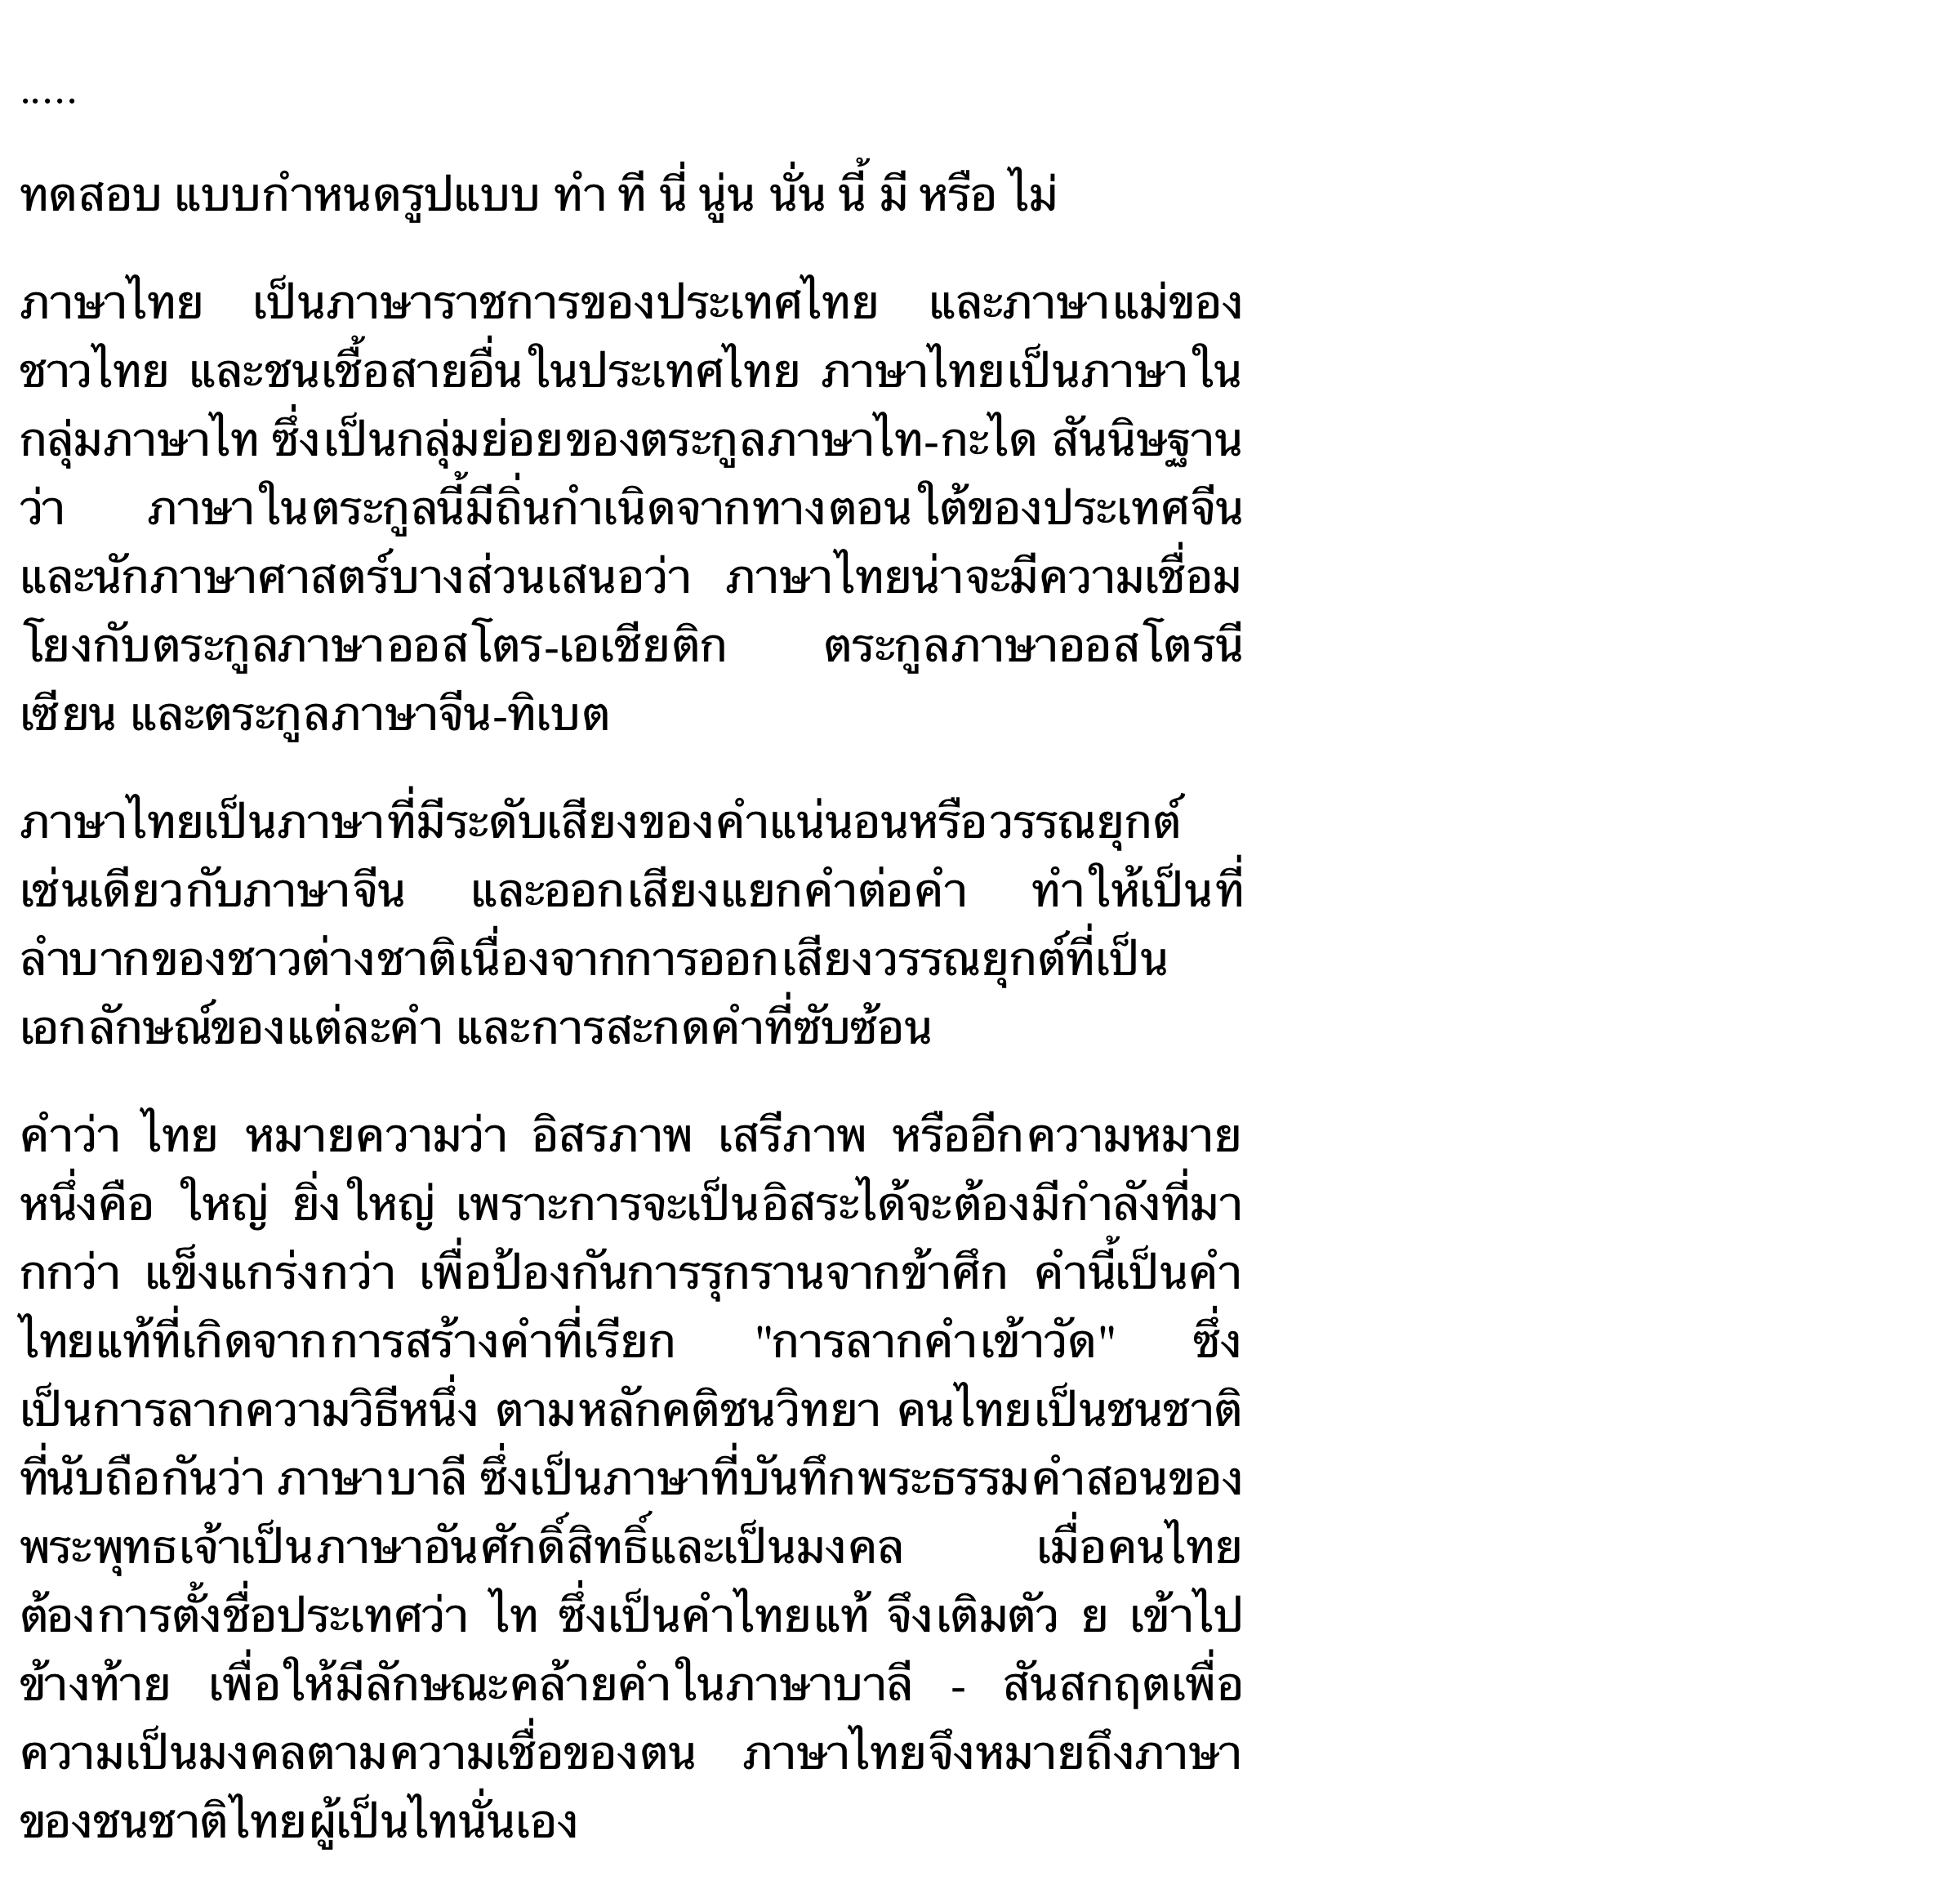 .....
ทดสอบ แบบกำหนดรูปแบบ ทำ ที นี่ นู่น นั่น นี้ มี หรือ ไม่
ภาษาไทย เป็นภาษาราชการของประเทศไทย และภาษาแม่ของ
ชาวไทย และชนเชื้อสายอื่นในประเทศไทย ภาษาไทยเป็นภาษาใน
กลุ่มภาษาไท ซึ่งเป็นกลุ่มย่อยของตระกูลภาษาไท-กะได สันนิษฐาน
ว่า ภาษาในตระกูลนี้มีถิ่นกำเนิดจากทางตอนใต้ของประเทศจีน
และนักภาษาศาสตร์บางส่วนเสนอว่า ภาษาไทยน่าจะมีความเชื่อม
โยงกับตระกูลภาษาออสโตร-เอเชียติก ตระกูลภาษาออสโตรนี
เซียน และตระกูลภาษาจีน-ทิเบต
ภาษาไทยเป็นภาษาที่มีระดับเสียงของคำแน่นอนหรือวรรณยุกต์
เช่นเดียวกับภาษาจีน และออกเสียงแยกคำต่อคำ ทำให้เป็นที่
ลำบากของชาวต่างชาติเนื่องจากการออกเสียงวรรณยุกต์ที่เป็น
เอกลักษณ์ของแต่ละคำ และการสะกดคำที่ซับซ้อน
คำว่า ไทย หมายความว่า อิสรภาพ เสรีภาพ หรืออีกความหมาย
หนึ่งคือ ใหญ่ ยิ่งใหญ่ เพราะการจะเป็นอิสระได้จะต้องมีกำลังที่มา
กกว่า แข็งแกร่งกว่า เพื่อป้องกันการรุกรานจากข้าศึก คำนี้เป็นคำ
ไทยแท้ที่เกิดจากการสร้างคำที่เรียก "การลากคำเข้าวัด" ซึ่ง
เป็นการลากความวิธีหนึ่ง ตามหลักคติชนวิทยา คนไทยเป็นชนชาติ
ที่นับถือกันว่า ภาษาบาลี ซึ่งเป็นภาษาที่บันทึกพระธรรมคำสอนของ
พระพุทธเจ้าเป็นภาษาอันศักดิ์สิทธิ์และเป็นมงคล เมื่อคนไทย
ต้องการตั้งชื่อประเทศว่า ไท ซึ่งเป็นคำไทยแท้ จึงเติมตัว ย เข้าไป
ข้างท้าย เพื่อให้มีลักษณะคล้ายคำในภาษาบาลี - สันสกฤตเพื่อ
ความเป็นมงคลตามความเชื่อของตน ภาษาไทยจึงหมายถึงภาษา
ของชนชาติไทยผู้เป็นไทนั่นเอง